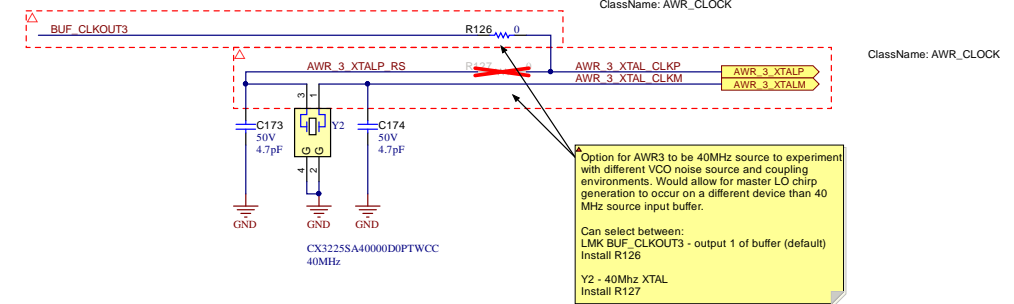 ClassName: AWR_CLOCK
BUF_CLKOUT3
R126
0
ClassName: AWR_CLOCK
AWR_3_XTALP_RS
R127
0
AWR_3_XTAL_CLKP
AWR_3_XTALP
AWR_3_XTAL_CLKM
AWR_3_XTALM
3
1
C173
50V
4.7pF
Y2
C174
50V
4.7pF
G
G
4
2
GND
GND
GND
CX3225SA40000D0PTWCC
40MHz
Option for AWR3 to be 40MHz source to experiment
with different VCO noise source and coupling
environments. Would allow for master LO chirp
generation to occur on a different device than 40
MHz source input buffer.
Can select between:
LMK BUF_CLKOUT3 - output 1 of buffer (default)
Install R126
Y2 - 40Mhz XTAL
Install R127